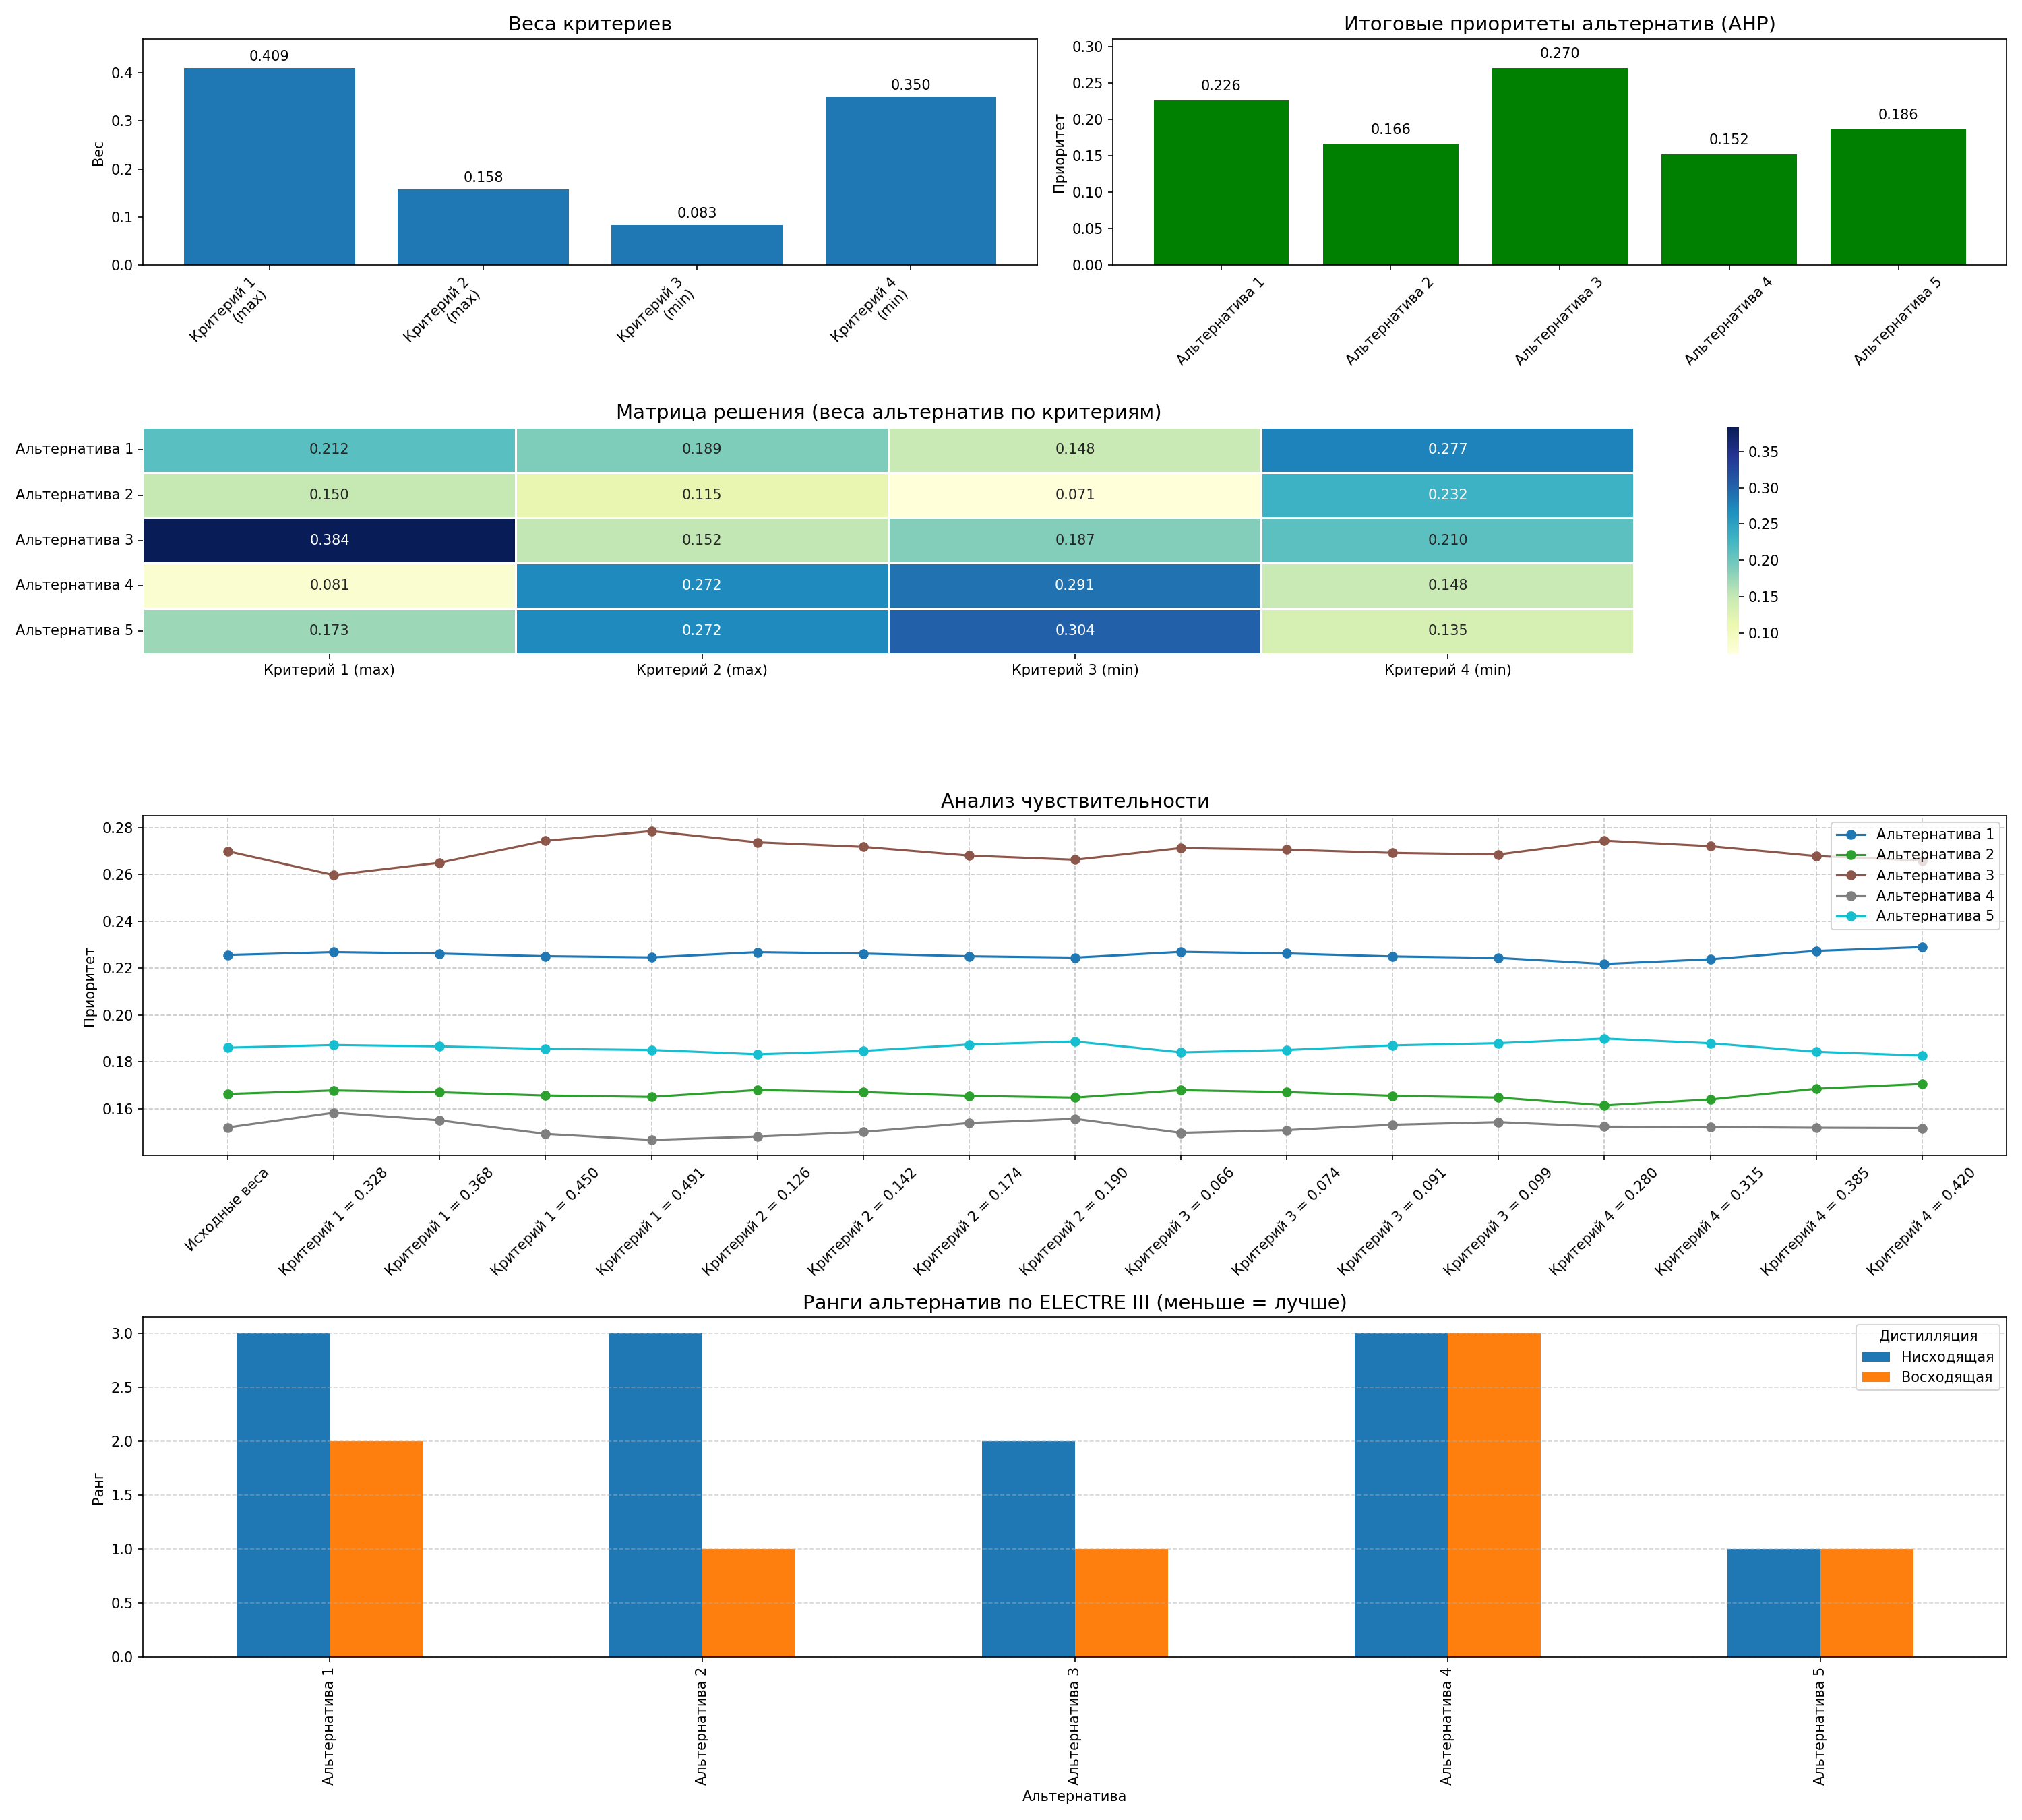 Веса критериев
0.409
0.158
0.083
0.350
Вес
0.4
0.3
0.2
0.1
0.0
Критерий 1
(max)
Критерий 2
(max)
Критерий 3
(min)
Критерий 4
(min)
Итоговые приоритеты альтернатив (AHP)
0.226
0.166
0.270
0.152
0.186
Приоритет
0.30
0.25
0.20
0.15
0.10
0.05
0.00
Альтернатива 1
Альтернатива 2
Альтернатива 3
Альтернатива 4
Альтернатива 5
Матрица решения (веса альтернатив по критериям)
Альтернатива 1 0.212 0.189 0.148 0.277
Альтернатива 2 0.150 0.115 0.071 0.232
Альтернатива 3 0.384 0.152 0.187 0.210
Альтернатива 4 0.081 0.272 0.291 0.148
Альтернатива 5 0.173 0.272 0.304 0.135
Критерий 1 (max) Критерий 2 (max) Критерий 3 (min) Критерий 4 (min)
0.35
0.30
0.25
0.20
0.15
0.10
Анализ чувствительности
Приоритет
0.28
0.26
0.24
0.22
0.20
0.18
0.16
Альтернатива 1
Альтернатива 2
Альтернатива 3
Альтернатива 4
Альтернатива 5
Исходные веса
Критерий 1 = 0.328
Критерий 1 = 0.368
Критерий 1 = 0.450
Критерий 1 = 0.491
Критерий 2 = 0.126
Критерий 2 = 0.142
Критерий 2 = 0.174
Критерий 2 = 0.190
Критерий 3 = 0.066
Критерий 3 = 0.074
Критерий 3 = 0.091
Критерий 3 = 0.099
Критерий 4 = 0.280
Критерий 4 = 0.315
Критерий 4 = 0.385
Критерий 4 = 0.420
Ранги альтернатив по ELECTRE III (меньше = лучше)
Ранг
3.0
2.5
2.0
1.5
1.0
0.5
0.0
Дистилляция
Нисходящая
Восходящая
Альтернатива 1
Альтернатива 2
Альтернатива 3
Альтернатива 4
Альтернатива 5
Альтернатива